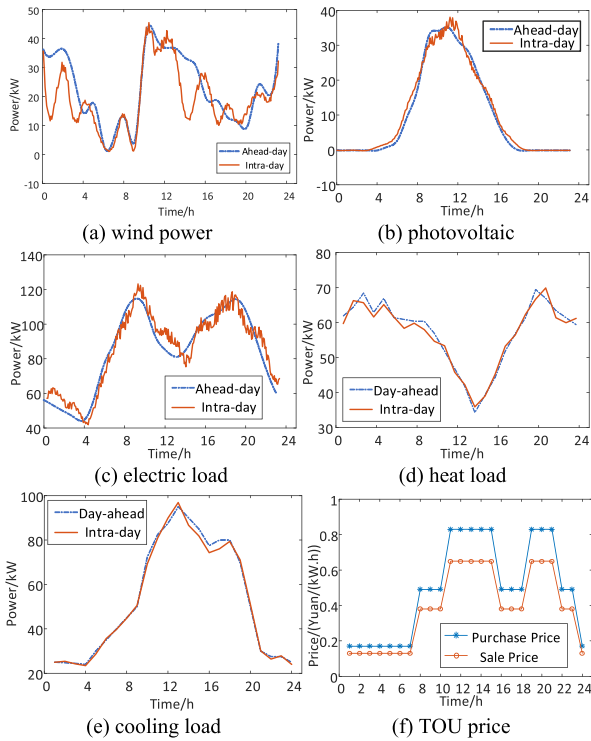 50
40
30
20
10
0
-10
Power/kW
0 4 8 12 16 20 24
Time/h
Ahead-day
Intra-day
(a) wind power
40
30
20
10
0
-10
Power/kW
0 4 8 12 16 20 24
Time/h
Ahead-day
Intra-day
(b) photovoltaic
140
120
100
80
60
40
Power/kW
0 4 8 12 16 20 24
Time/h
Ahead-day
Intra-day
(c) electric load
80
70
60
50
40
30
Power/kW
0 4 8 12 16 20 24
Time/h
Day-ahead
Intra-day
(d) heat load
100
80
60
40
20
Power/kW
0 4 8 12 16 20 24
Time/h
Day-ahead
Intra-day
(e) cooling load
1
0.8
0.6
0.4
0.2
0
Price/(Yuan/(kW.h))
0 2 4 6 8 10 12 14 16 18 20 22 24
Time/h
Purchase Price
Sale Price
(f) TOU price